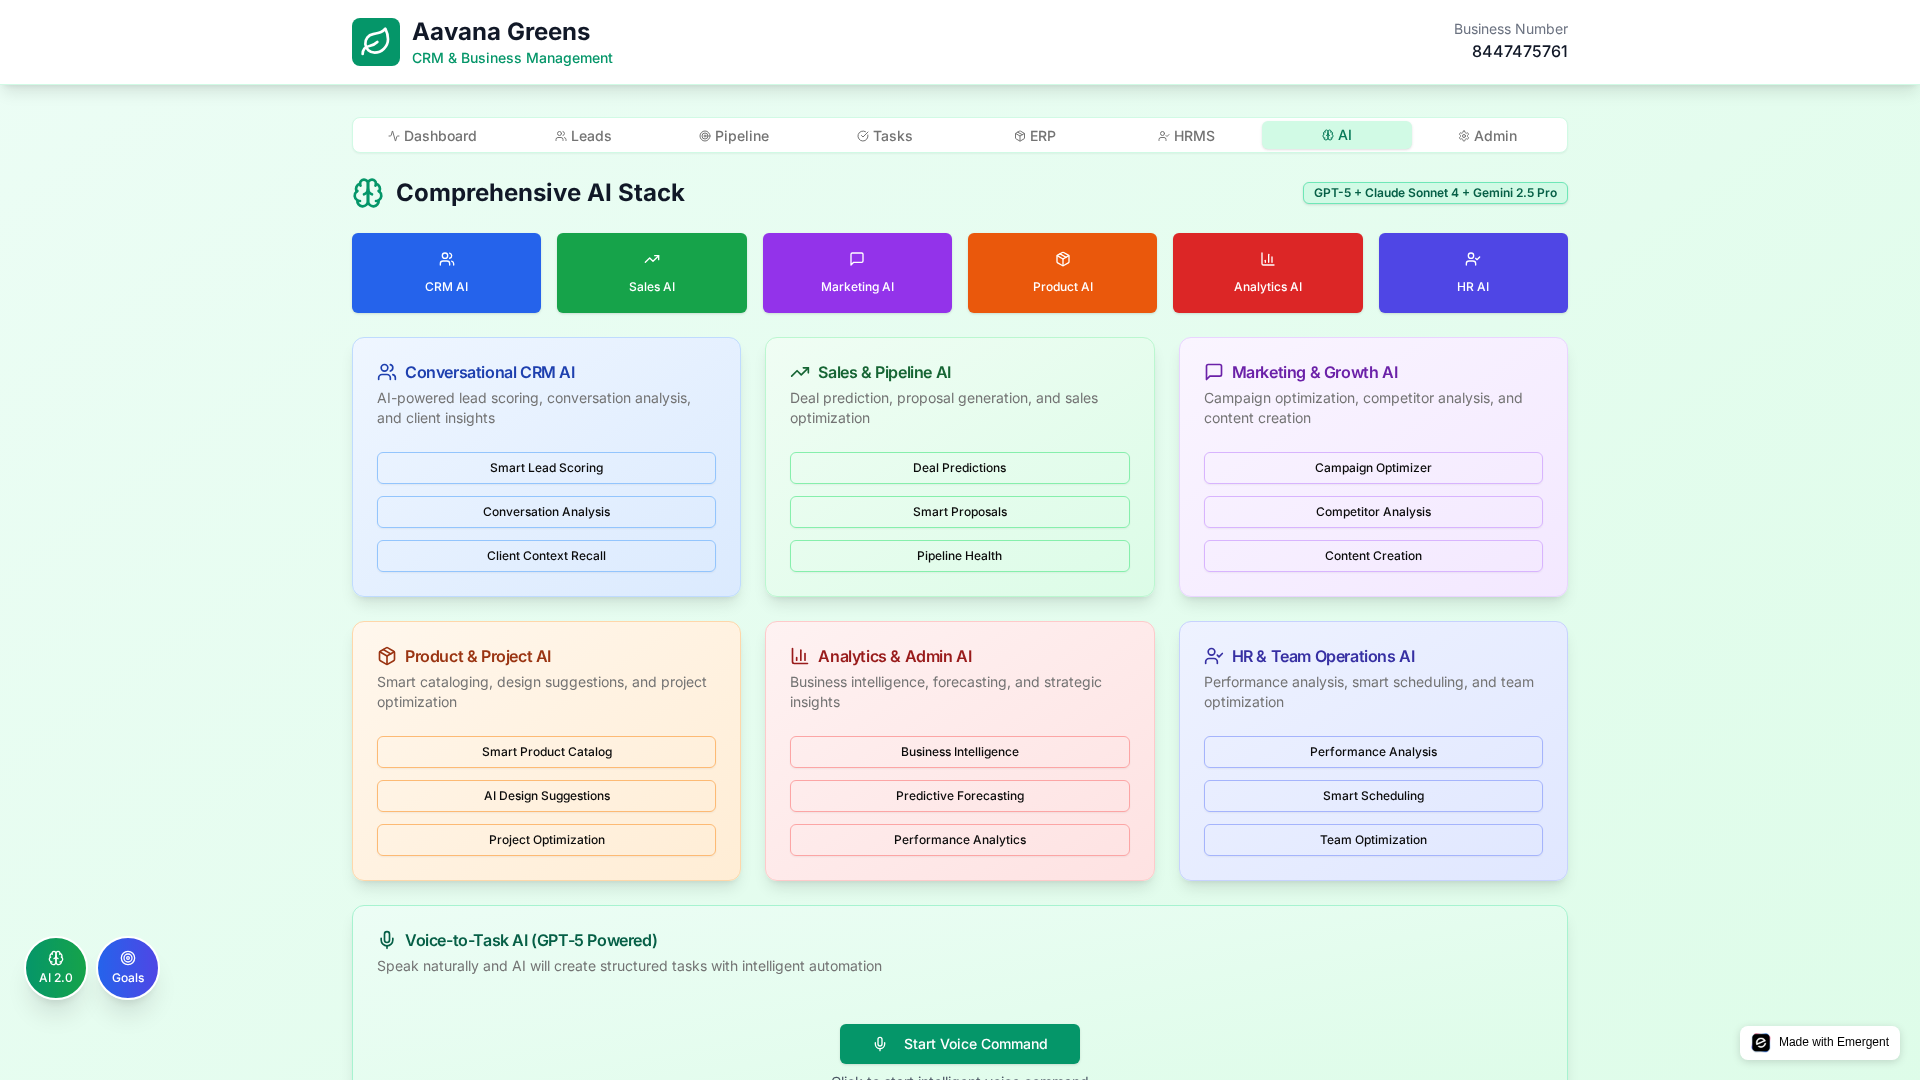 Aavana Greens
CRM & Business Management
Business Number
8447475761
Dashboard
Leads
Pipeline
Tasks
ERP
HRMS
AI
Admin
Comprehensive AI Stack
GPT-5 + Claude Sonnet 4 + Gemini 2.5 Pro
CRM AI
Sales AI
Marketing AI
Product AI
Analytics AI
HR AI
Conversational CRM AI
AI-powered lead scoring, conversation analysis,
and client insights
Smart Lead Scoring
Conversation Analysis
Client Context Recall
Sales & Pipeline AI
Deal prediction, proposal generation, and sales
optimization
Deal Predictions
Smart Proposals
Pipeline Health
Marketing & Growth AI
Campaign optimization, competitor analysis, and
content creation
Campaign Optimizer
Competitor Analysis
Content Creation
Product & Project AI
Smart cataloging, design suggestions, and project
optimization
Smart Product Catalog
AI Design Suggestions
Project Optimization
Analytics & Admin AI
Business intelligence, forecasting, and strategic
insights
Business Intelligence
Predictive Forecasting
Performance Analytics
HR & Team Operations AI
Performance analysis, smart scheduling, and team
optimization
Performance Analysis
Smart Scheduling
Team Optimization
Voice-to-Task AI (GPT-5 Powered)
Speak naturally and AI will create structured tasks with intelligent automation
Start Voice Command
Click to start intelligent voice command
AI 2.0
Goals
Made with Emergent